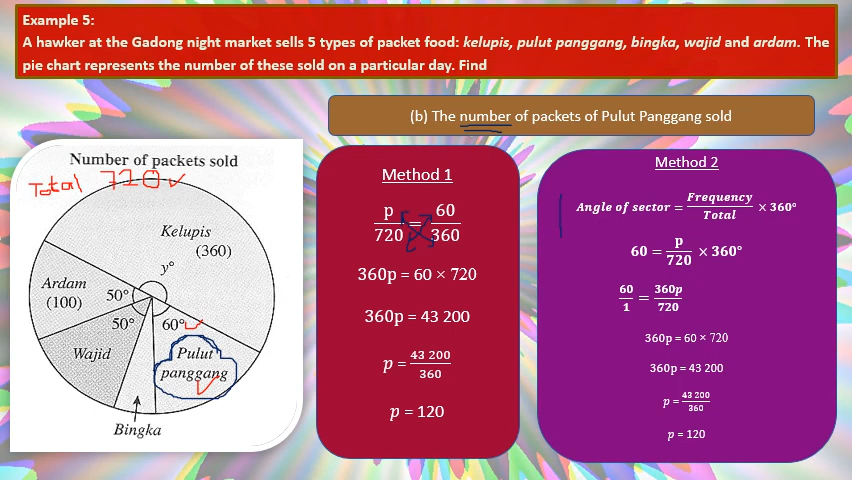 Example 5:
A hawker at the Gadong night market sells 5 types of packet food: kelupis, pulut panggang, bingka, wajid and ardam. The
pie chart represents the number of these sold on a particular day. Find
(b) The number of packets of Pulut Panggang sold
Number of packets sold
Total 720
Kelupis
(360)
y°
Ardam
(100)
50°
50°
60°
Wajid
Pulut
panggang
Bingka
Method 1
p/720 = 60/360
360p = 60 × 720
360p = 43 200
p = 43 200/360
p = 120
Method 2
Angle of sector = Frequency/Total × 360°
60 = p/720 × 360°
60/1 = 360p/720
360p = 60 × 720
360p = 43 200
p = 43 200/360
p = 120